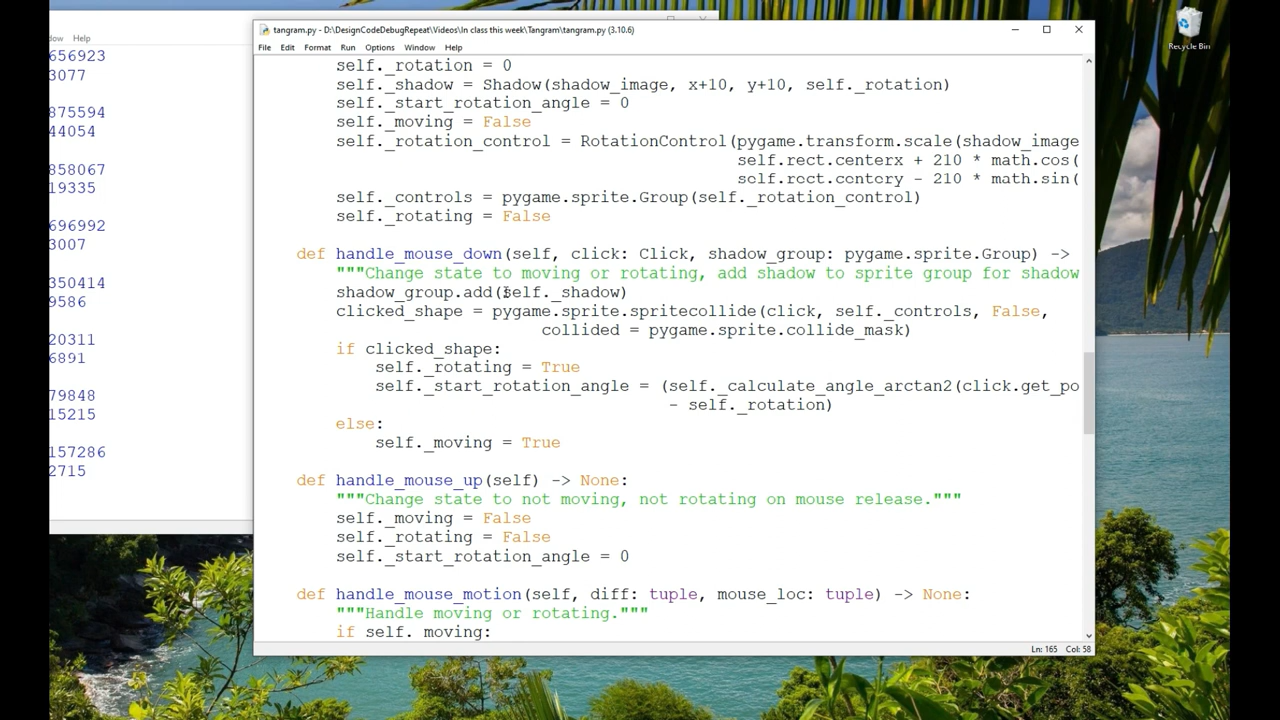 dow Help
656923
3077
875594
44054
858067
19335
696992
3007
350414
9586
20311
6891
79848
15215
157286
2715
tangram.py - D:\DesignCodeDebugRepeat\Videos\In class this week\Tangram\tangram.py (3.10.6)
File Edit Format Run Options Window Help
self._rotation = 0
self._shadow = Shadow(shadow_image, x+10, y+10, self._rotation)
self._start_rotation_angle = 0
self._moving = False
self._rotation_control = RotationControl(pygame.transform.scale(shadow_image
self.rect.centerx + 210 * math.cos(
self.rect.centery - 210 * math.sin(
self._controls = pygame.sprite.Group(self._rotation_control)
self._rotating = False
def handle_mouse_down(self, click: Click, shadow_group: pygame.sprite.Group) ->
"""Change state to moving or rotating, add shadow to sprite group for shadow
shadow_group.add(self._shadow)
clicked_shape = pygame.sprite.spritecollide(click, self._controls, False,
collided = pygame.sprite.collide_mask)
if clicked_shape:
self._rotating = True
self._start_rotation_angle = (self._calculate_angle_arctan2(click.get_po
- self._rotation)
else:
self._moving = True
def handle_mouse_up(self) -> None:
"""Change state to not moving, not rotating on mouse release."""
self._moving = False
self._rotating = False
self._start_rotation_angle = 0
def handle_mouse_motion(self, diff: tuple, mouse_loc: tuple) -> None:
"""Handle moving or rotating."""
if self._moving:
Ln: 165 Col: 58
Recycle Bin